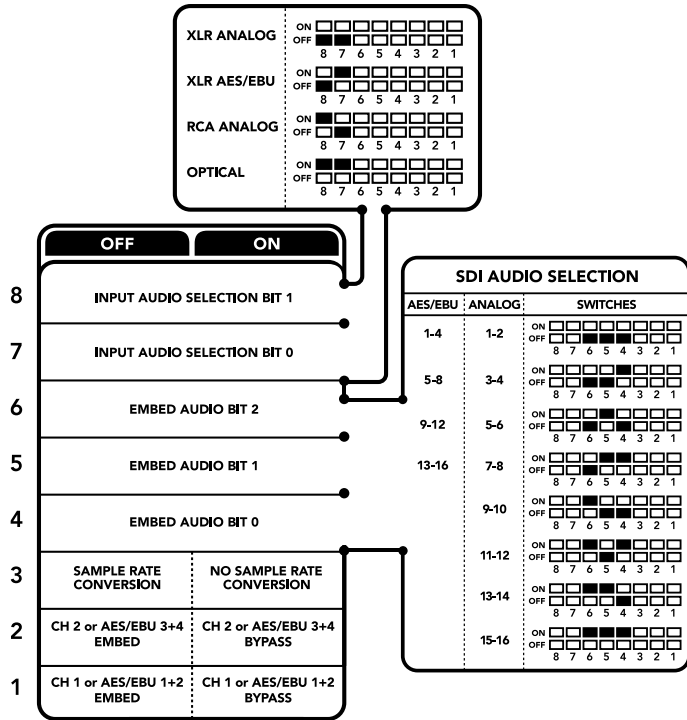 XLR ANALOG
ON
OFF
8 7 6 5 4 3 2 1
XLR AES/EBU
ON
OFF
8 7 6 5 4 3 2 1
RCA ANALOG
ON
OFF
8 7 6 5 4 3 2 1
OPTICAL
ON
OFF
8 7 6 5 4 3 2 1
OFF ON
8 INPUT AUDIO SELECTION BIT 1
7 INPUT AUDIO SELECTION BIT 0
6 EMBED AUDIO BIT 2
5 EMBED AUDIO BIT 1
4 EMBED AUDIO BIT 0
3 SAMPLE RATE CONVERSION NO SAMPLE RATE CONVERSION
2 CH 2 or AES/EBU 3+4 EMBED CH 2 or AES/EBU 3+4 BYPASS
1 CH 1 or AES/EBU 1+2 EMBED CH 1 or AES/EBU 1+2 BYPASS
SDI AUDIO SELECTION
AES/EBU ANALOG SWITCHES
1-4 1-2
ON
OFF
8 7 6 5 4 3 2 1
5-8 3-4
ON
OFF
8 7 6 5 4 3 2 1
9-12 5-6
ON
OFF
8 7 6 5 4 3 2 1
13-16 7-8
ON
OFF
8 7 6 5 4 3 2 1
9-10
ON
OFF
8 7 6 5 4 3 2 1
11-12
ON
OFF
8 7 6 5 4 3 2 1
13-14
ON
OFF
8 7 6 5 4 3 2 1
15-16
ON
OFF
8 7 6 5 4 3 2 1